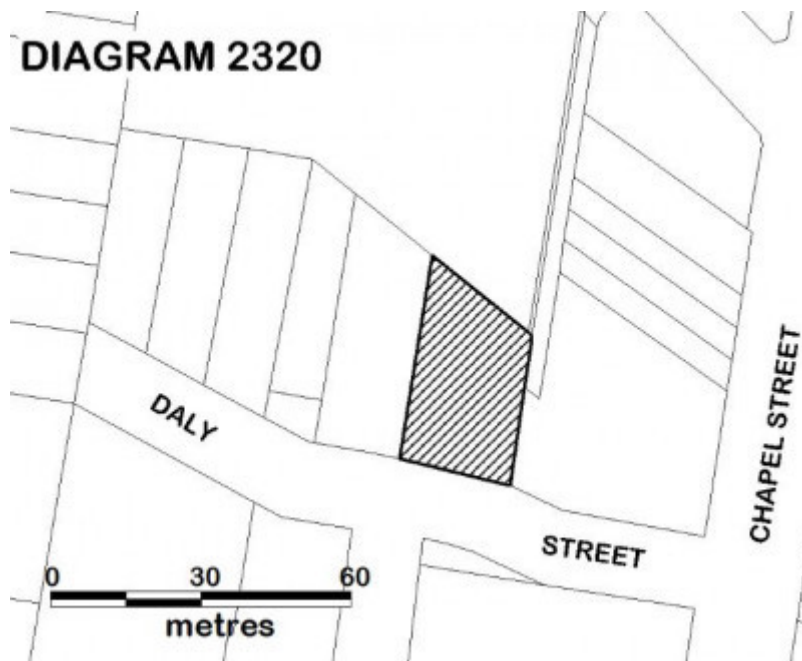 DIAGRAM 2320
DALY
STREET
CHAPEL STREET
0 30 60
metres